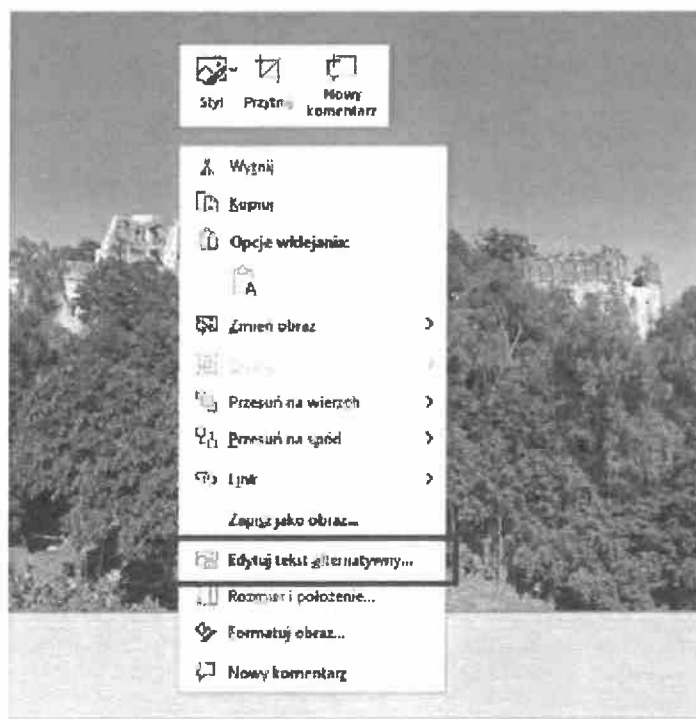 Styl Przytnij Nowy
komentarz
Wytnij
Kopiuj
Opcje wklejania:
Zmień obraz
Przesuń na wierzch
Przesuń na spód
Link
Zapisz jako obraz...
Edytuj tekst alternatywny...
Rozmiar i położenie...
Formatuj obraz...
Nowy komentarz